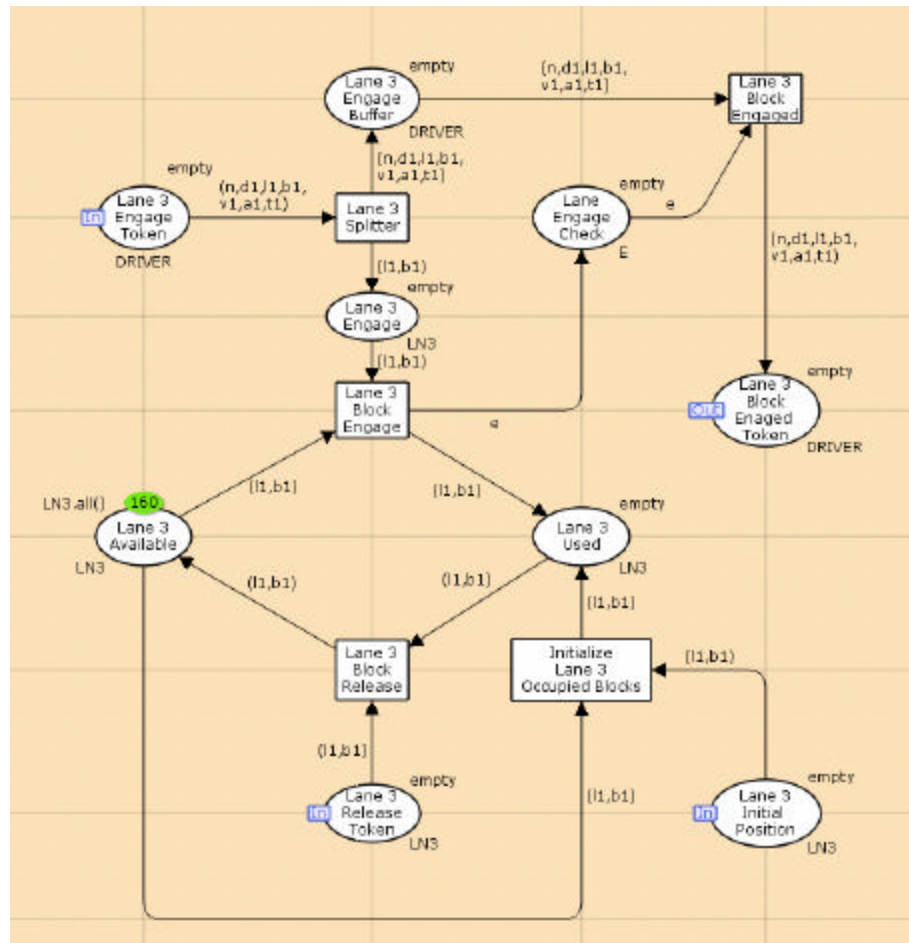 empty
Lane 3
Engage
Buffer
DRIVER
(n,d1,l1,b1,
v1,a1,t1)
Lane 3
Block
Engaged
(n,d1,l1,b1,
v1,a1,t1)
empty
Lane 3
Engage
Token
In
DRIVER
(n,d1,l1,b1,
v1,a1,t1)
Lane 3
Splitter
empty
Lane
Engage
Check
E
e
(n,d1,l1,b1,
v1,a1,t1)
(l1,b1)
empty
Lane 3
Engage
LN3
(l1,b1)
Lane 3
Block
Engage
e
empty
Lane 3
Block
Enaged
Token
Out
DRIVER
(l1,b1)
(l1,b1)
LN3.all()
160
Lane 3
Available
LN3
empty
Lane 3
Used
LN3
(l1,b1)
(l1,b1)
(l1,b1)
Lane 3
Block
Release
Initialize
Lane 3
Occupied Blocks
(l1,b1)
(l1,b1)
empty
Lane 3
Release
Token
In
LN3
(l1,b1)
empty
Lane 3
Initial
Position
In
LN3